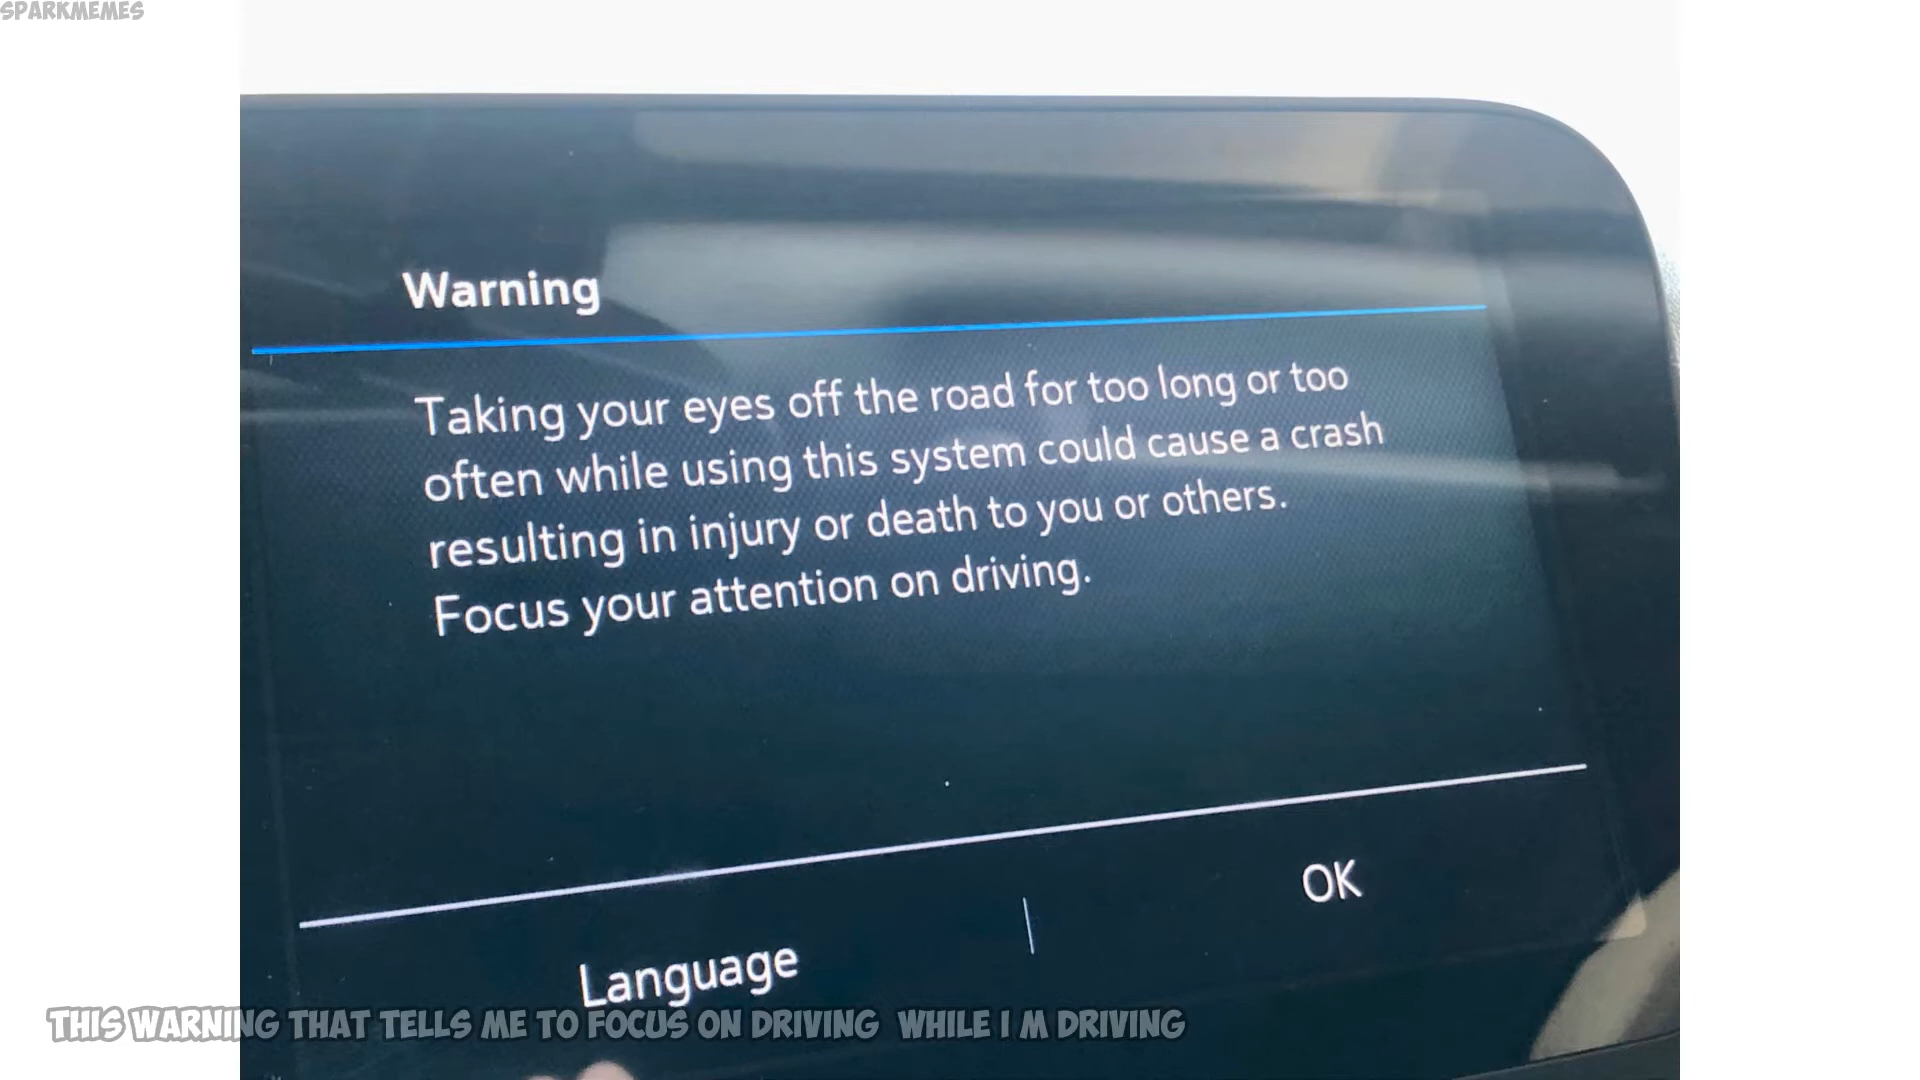 SPARKMEMES
Warning
Taking your eyes off the road for too long or too
often while using this system could cause a crash
resulting in injury or death to you or others.
Focus your attention on driving.
OK
Language
THIS WARNING THAT TELLS ME TO FOCUS ON DRIVING WHILE I M DRIVING